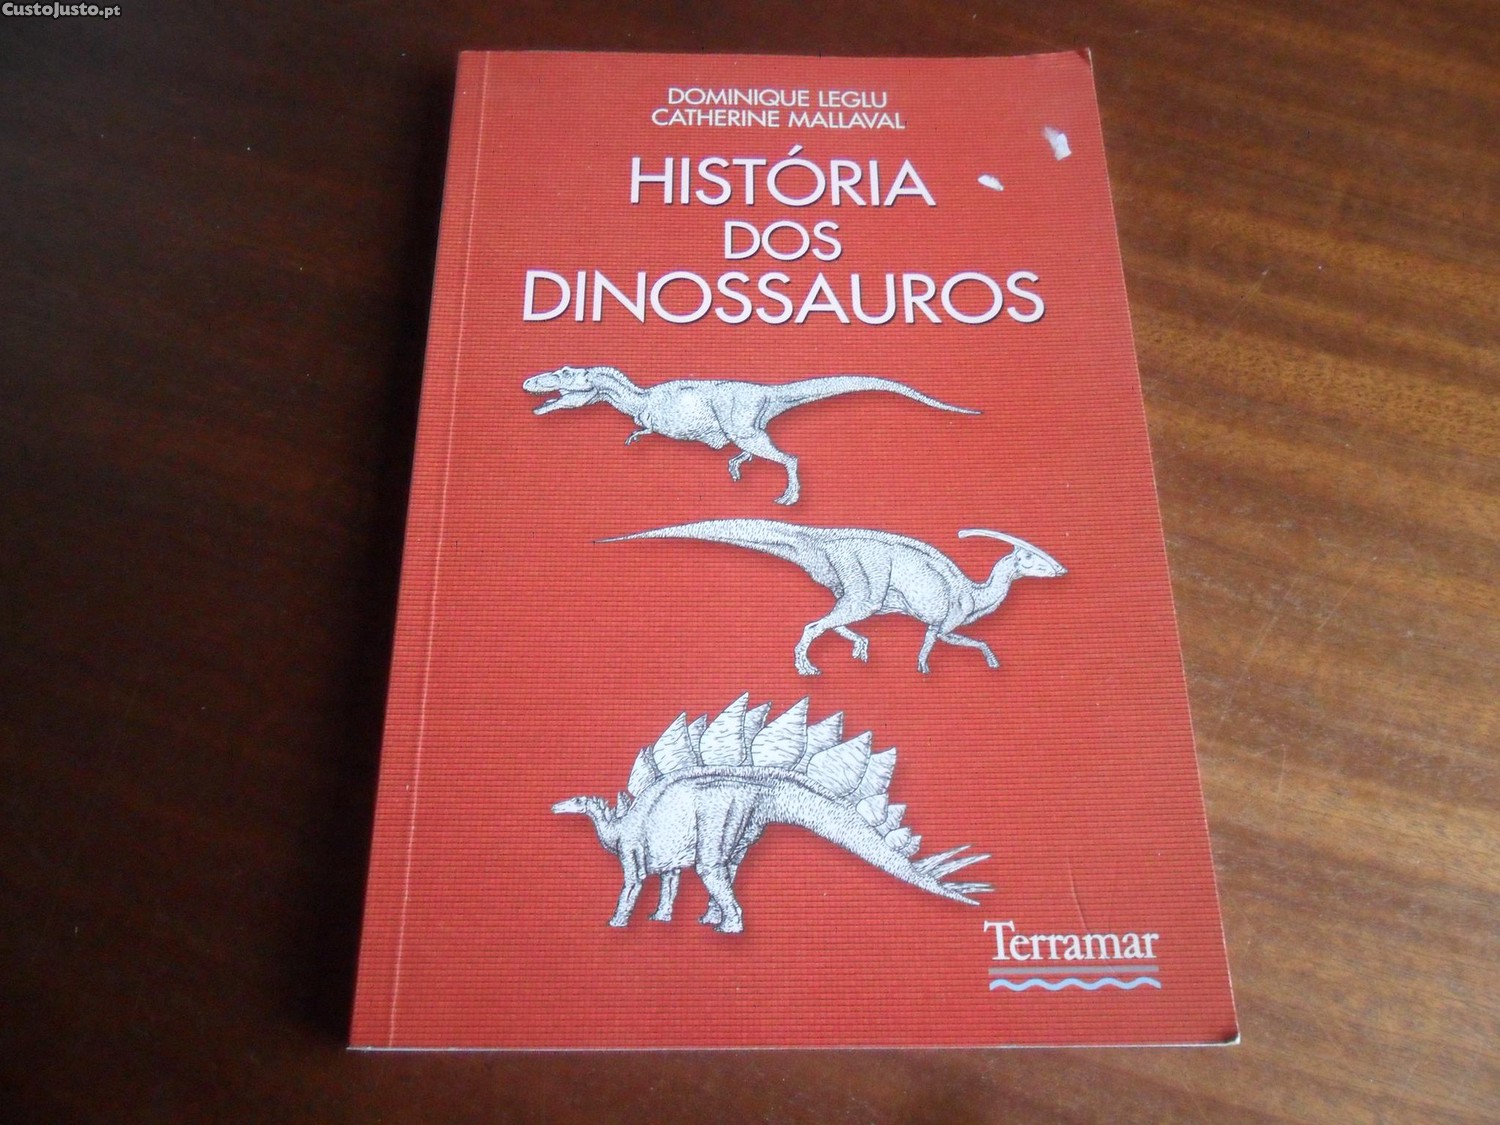 CustoJusto.pt
DOMINIQUE LEGLU
CATHERINE MALLAVAL
HISTÓRIA
DOS
DINOSSAUROS
Terramar